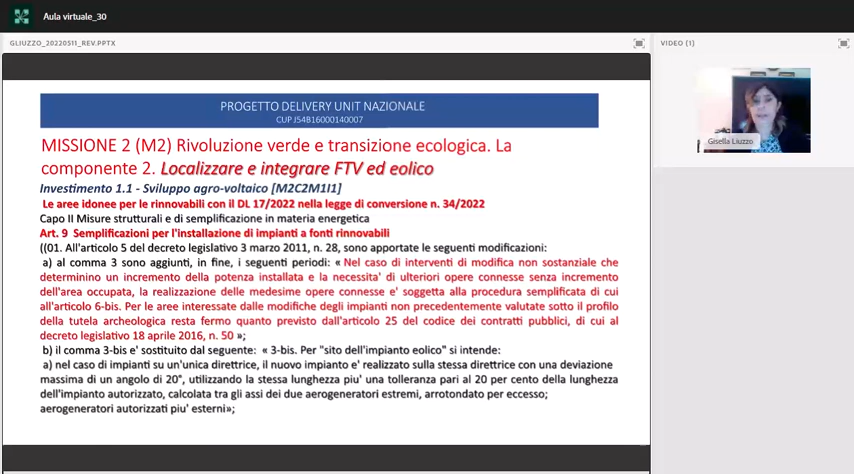 Aula virtuale_30
GLIUZZO_20220511_REV.PPTX
VIDEO (1)
PROGETTO DELIVERY UNIT NAZIONALE
CUP J54B16000140007
MISSIONE 2 (M2) Rivoluzione verde e transizione ecologica. La
componente 2. Localizzare e integrare FTV ed eolico
Investimento 1.1 - Sviluppo agro-voltaico [M2C2M1I1]
Le aree idonee per le rinnovabili con il DL 17/2022 nella legge di conversione n. 34/2022
Capo II Misure strutturali e di semplificazione in materia energetica
Art. 9 Semplificazioni per l'installazione di impianti a fonti rinnovabili
((01. All'articolo 5 del decreto legislativo 3 marzo 2011, n. 28, sono apportate le seguenti modificazioni:
a) al comma 3 sono aggiunti, in fine, i seguenti periodi: « Nel caso di interventi di modifica non sostanziale che
determinino un incremento della potenza installata e la necessita' di ulteriori opere connesse senza incremento
dell'area occupata, la realizzazione delle medesime opere connesse e' soggetta alla procedura semplificata di cui
all'articolo 6-bis. Per le aree interessate dalle modifiche degli impianti non precedentemente valutate sotto il profilo
della tutela archeologica resta fermo quanto previsto dall'articolo 25 del codice dei contratti pubblici, di cui al
decreto legislativo 18 aprile 2016, n. 50 »;
b) il comma 3-bis e' sostituito dal seguente: « 3-bis. Per "sito dell'impianto eolico" si intende:
a) nel caso di impianti su un'unica direttrice, il nuovo impianto e' realizzato sulla stessa direttrice con una deviazione
massima di un angolo di 20°, utilizzando la stessa lunghezza piu' una tolleranza pari al 20 per cento della lunghezza
dell'impianto autorizzato, calcolata tra gli assi dei due aerogeneratori estremi, arrotondato per eccesso;
aerogeneratori autorizzati piu' esterni»;
Gisella Liuzzo